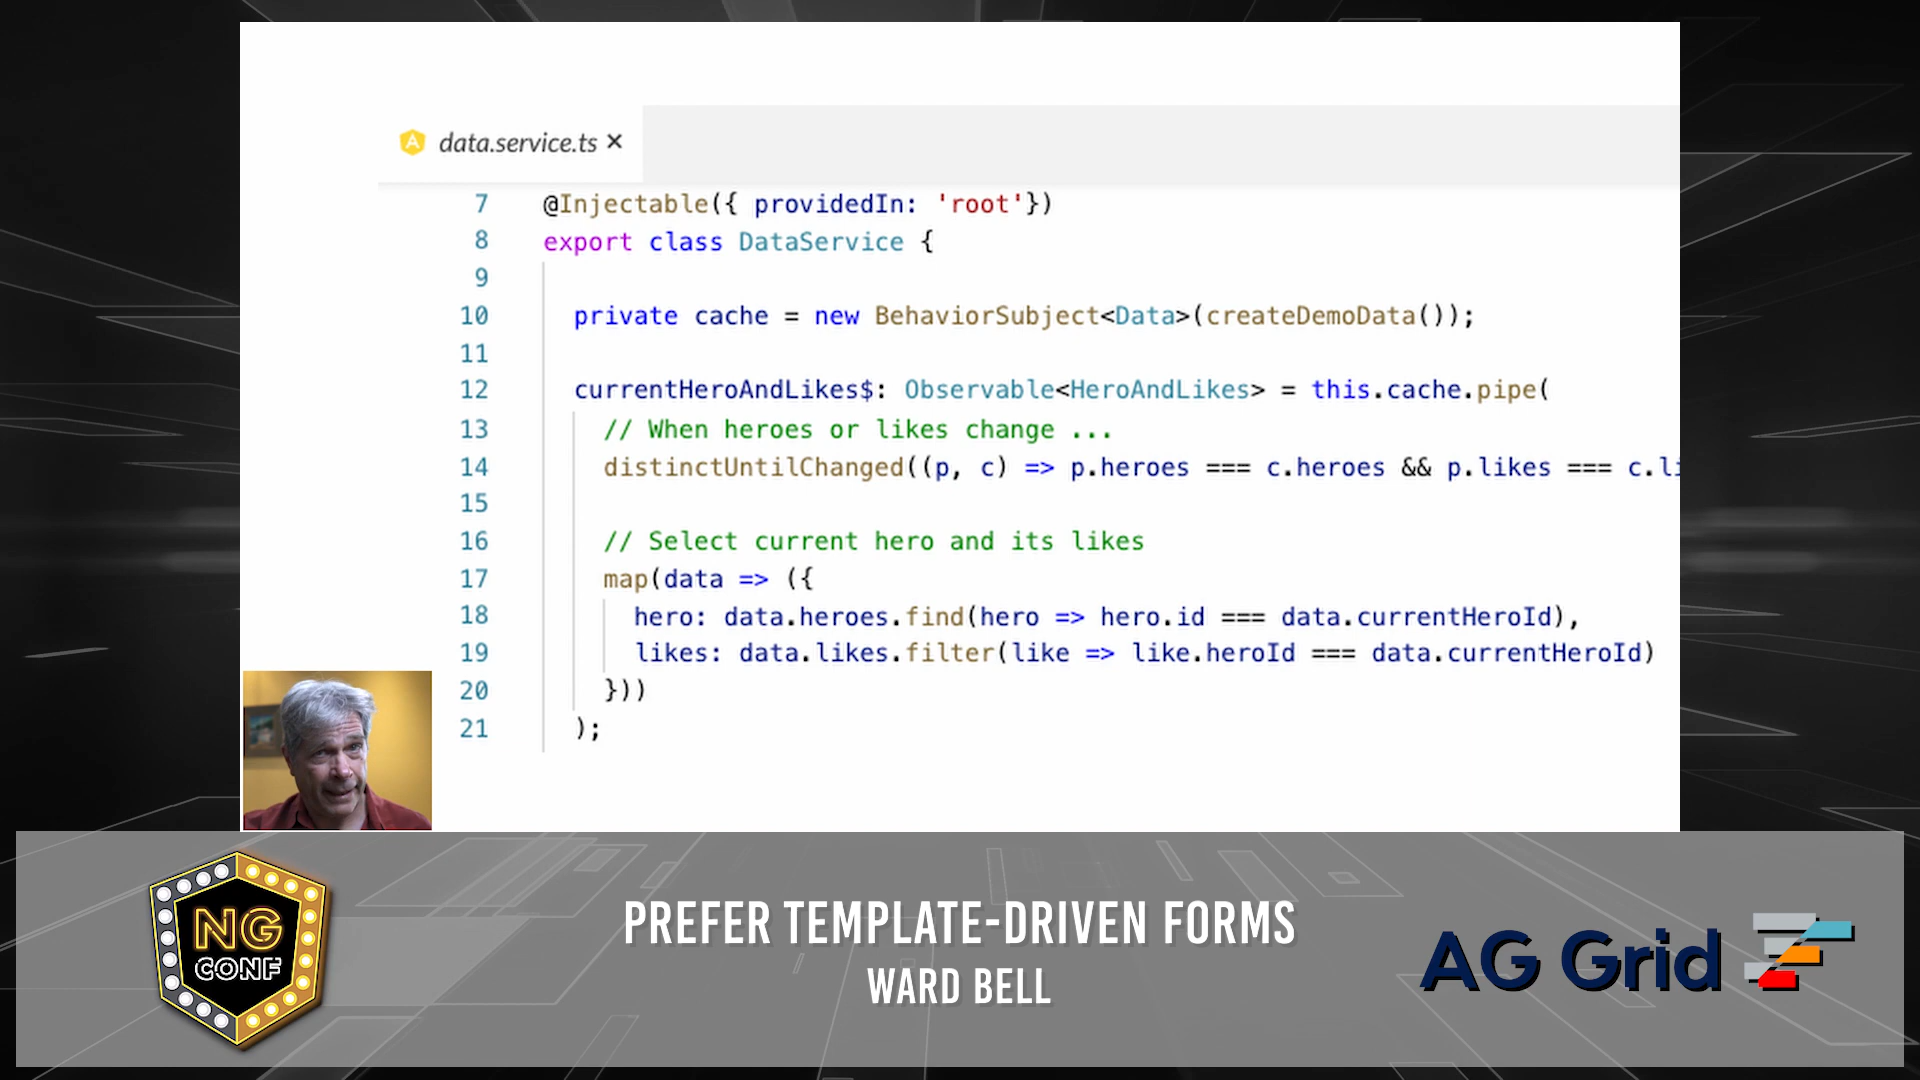 data.service.ts ×
7 @Injectable({ providedIn: 'root'})
8 export class DataService {
9
10 private cache = new BehaviorSubject<Data>(createDemoData());
11
12 currentHeroAndLikes$: Observable<HeroAndLikes> = this.cache.pipe(
13 // When heroes or likes change ...
14 distinctUntilChanged((p, c) => p.heroes === c.heroes && p.likes === c.li
15
16 // Select current hero and its likes
17 map(data => ({
18 hero: data.heroes.find(hero => hero.id === data.currentHeroId),
19 likes: data.likes.filter(like => like.heroId === data.currentHeroId)
20 }))
21 );
NG
CONF
PREFER TEMPLATE-DRIVEN FORMS
WARD BELL
AG Grid